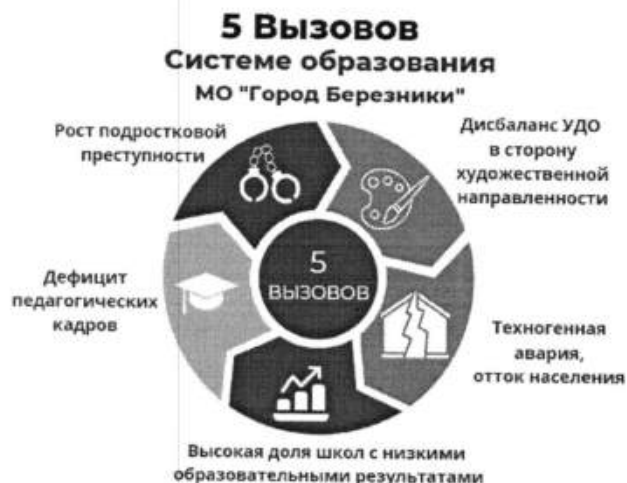 5 Вызовов
Системе образования
МО "Город Березники"
Рост подростковой
преступности
Дисбаланс УДО
в сторону
художественной
направленности
5
ВЫЗОВОВ
Дефицит
педагогических
кадров
Техногенная
авария,
отток населения
Высокая доля школ с низкими
образовательными результатами